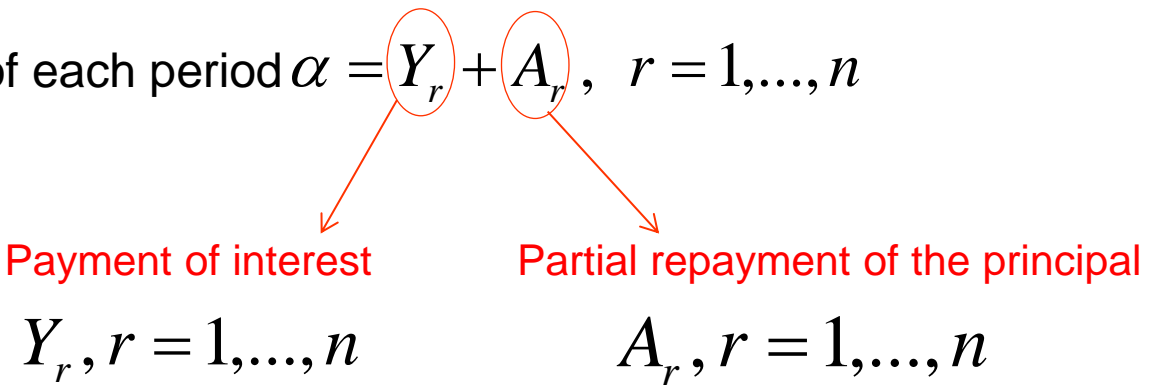 of each period α = Y_r + A_r , r = 1,..., n
Payment of interest Partial repayment of the principal
Y_r , r = 1,..., n A_r , r = 1,..., n